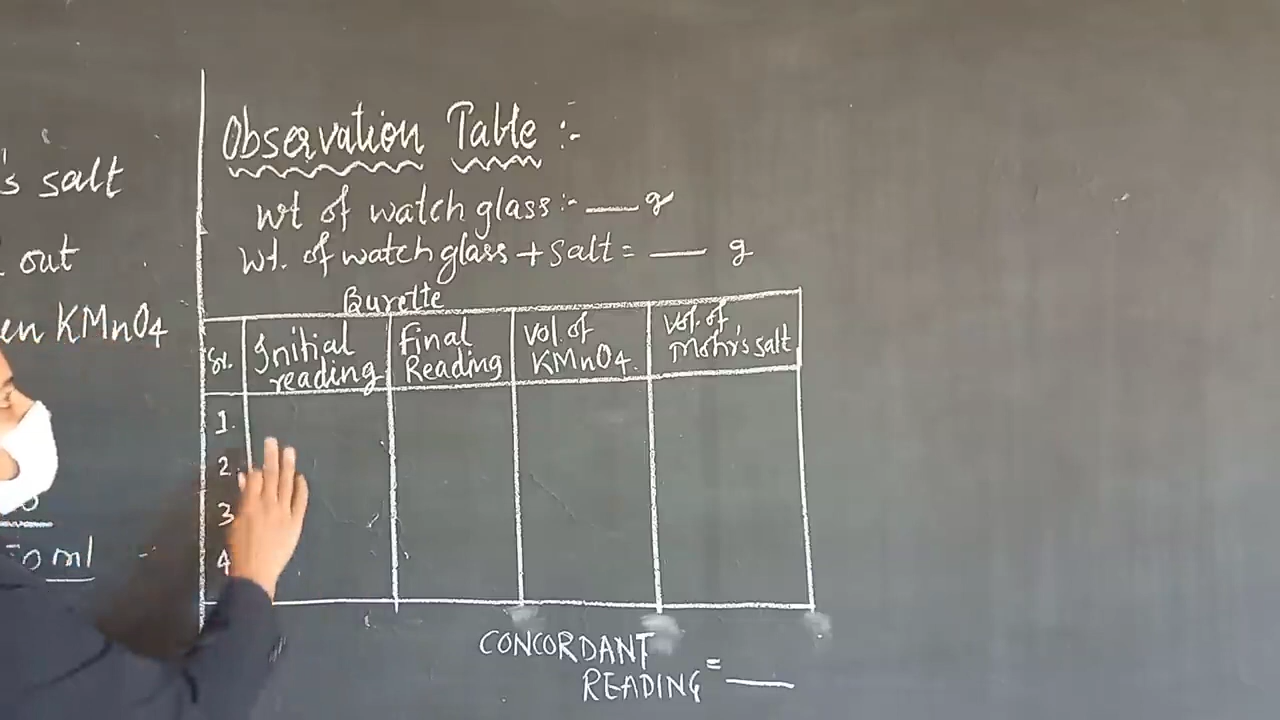 's salt
out
en KMnO4
ml
Observation Table :-
wt of watch glass :- ___ g
wt. of watch glass + salt = ___ g
Burette
Sr. Initial reading Final Reading Vol. of KMnO4. Vol. of Mohr's salt
1.
2.
3
4
CONCORDANT
READING = ___